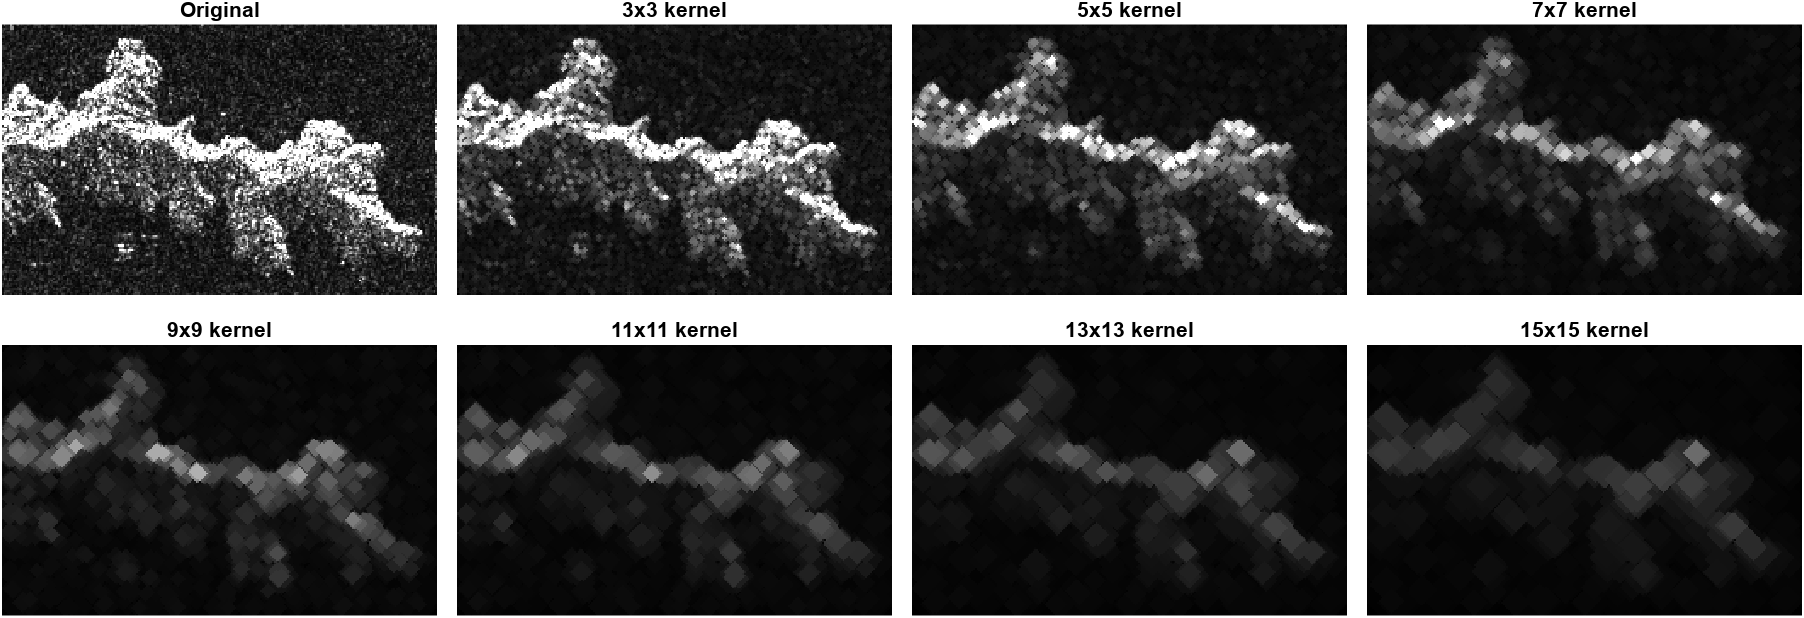 Original
3x3 kernel
5x5 kernel
7x7 kernel
9x9 kernel
11x11 kernel
13x13 kernel
15x15 kernel